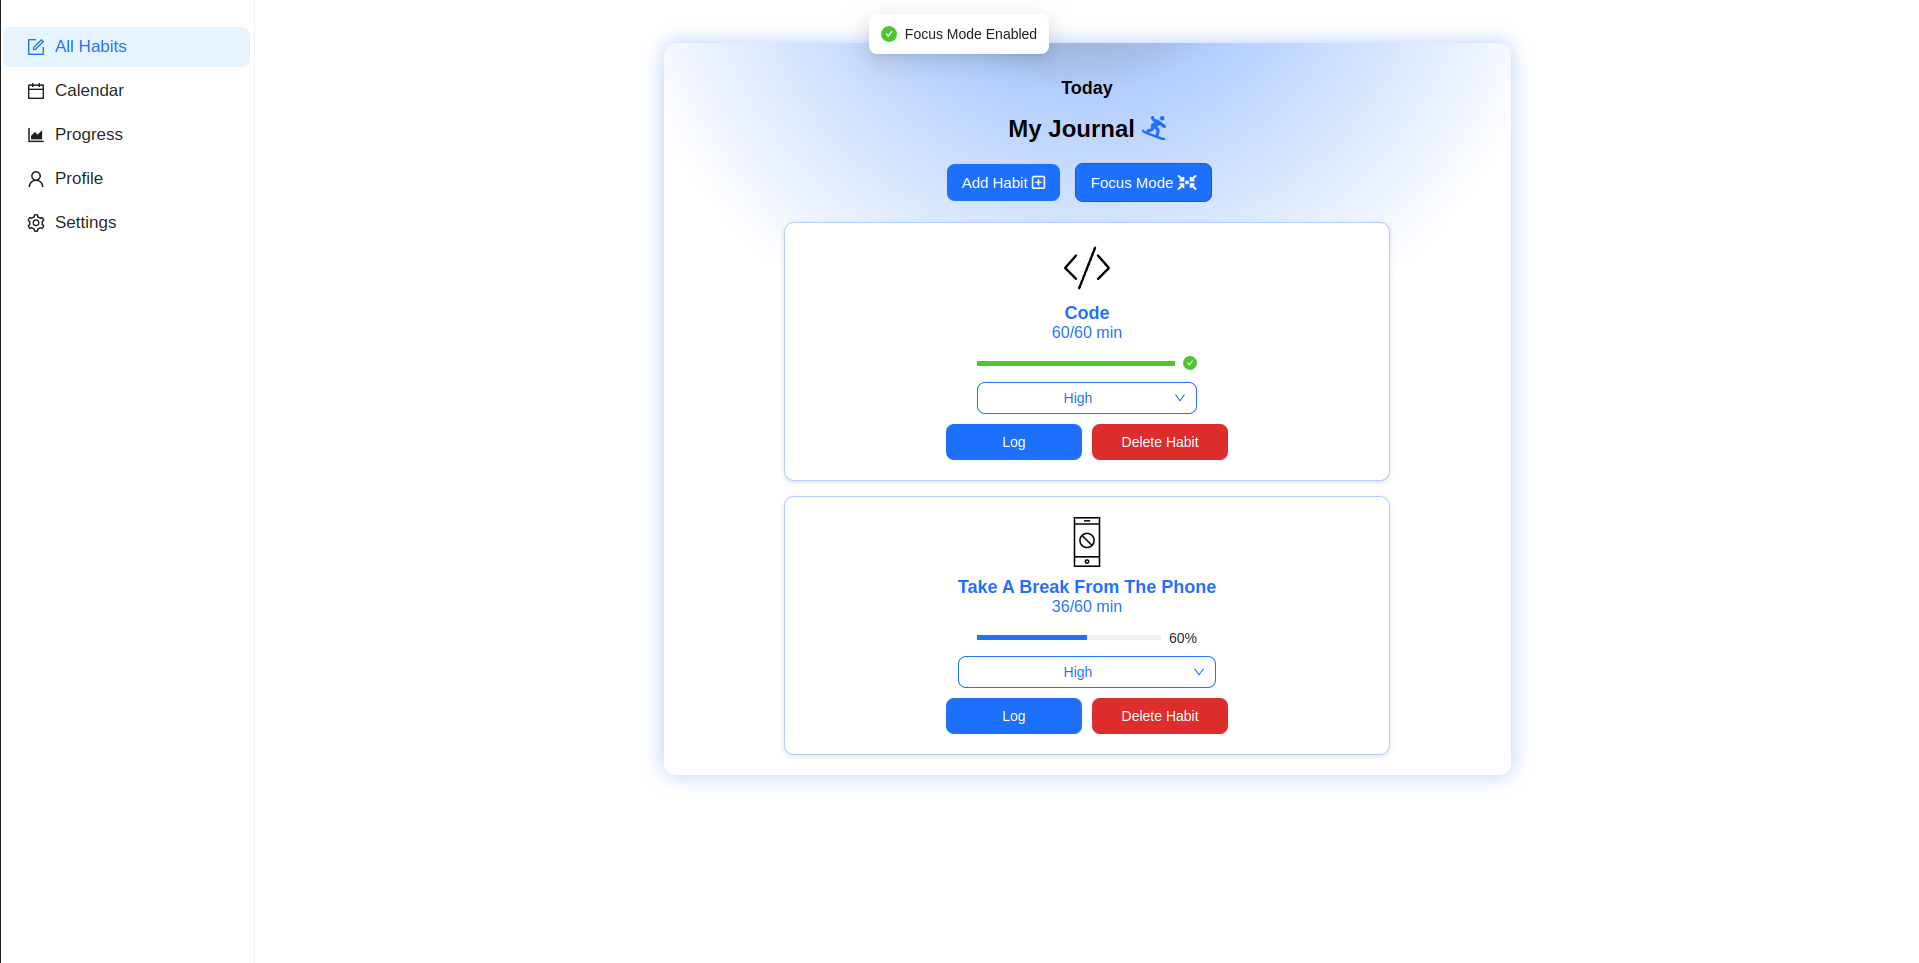 All Habits
Calendar
Progress
Profile
Settings
Focus Mode Enabled
Today
My Journal
Add Habit
Focus Mode
Code
60/60 min
High
Log
Delete Habit
Take A Break From The Phone
36/60 min
60%
High
Log
Delete Habit